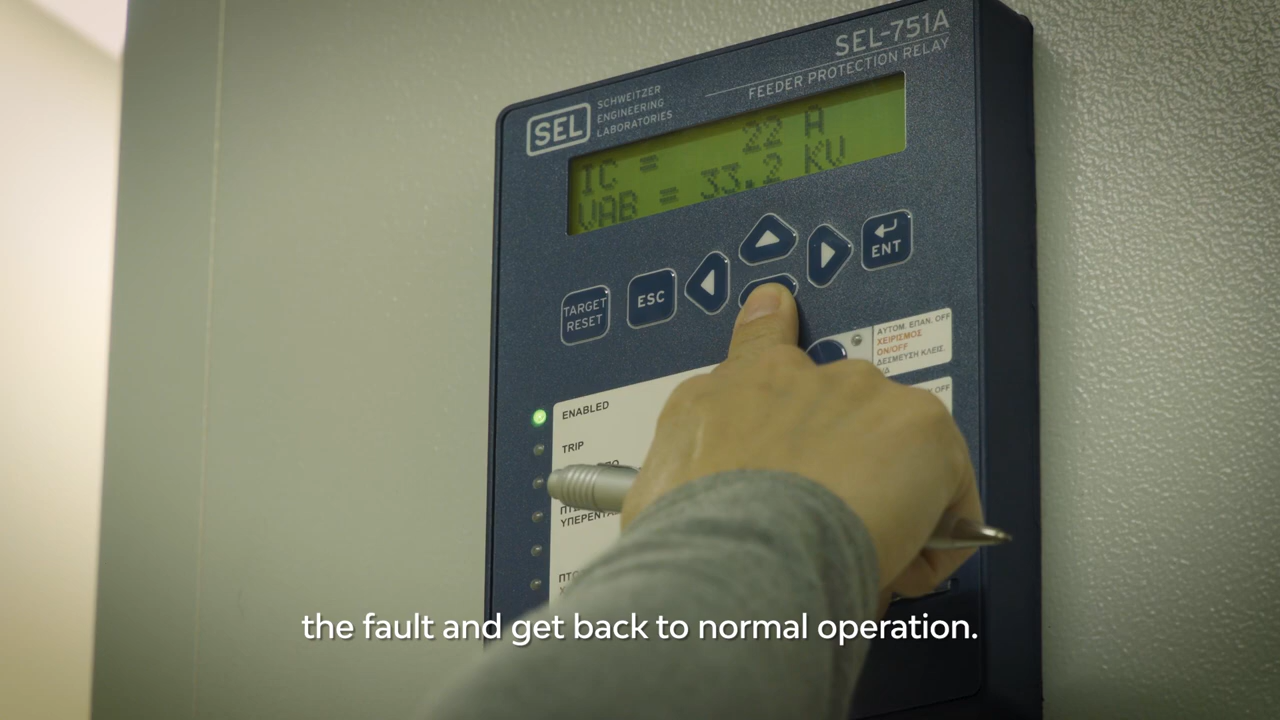 SEL-751A
FEEDER PROTECTION RELAY
SEL
SCHWEITZER
ENGINEERING
LABORATORIES
IC = 22 A
VAB = 33.2 KV
TARGET
RESET
ESC
ENT
ΑΥΤΟΜ. ΕΠΑΝ. OFF
ΧΕΙΡΙΣΜΟΣ
ON/OFF
ΔΕΣΜΕΥΣΗ ΚΛΕΙΣ.
OFF
ENABLED
TRIP
the fault and get back to normal operation.